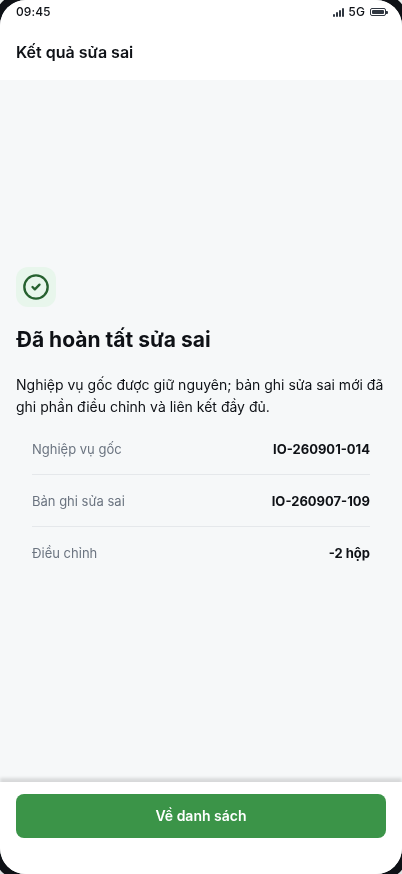 09:45
5G
Kết quả sửa sai
Đã hoàn tất sửa sai
Nghiệp vụ gốc được giữ nguyên; bản ghi sửa sai mới đã
ghi phần điều chỉnh và liên kết đầy đủ.
Nghiệp vụ gốc IO-260901-014
Bản ghi sửa sai IO-260907-109
Điều chỉnh -2 hộp
Về danh sách